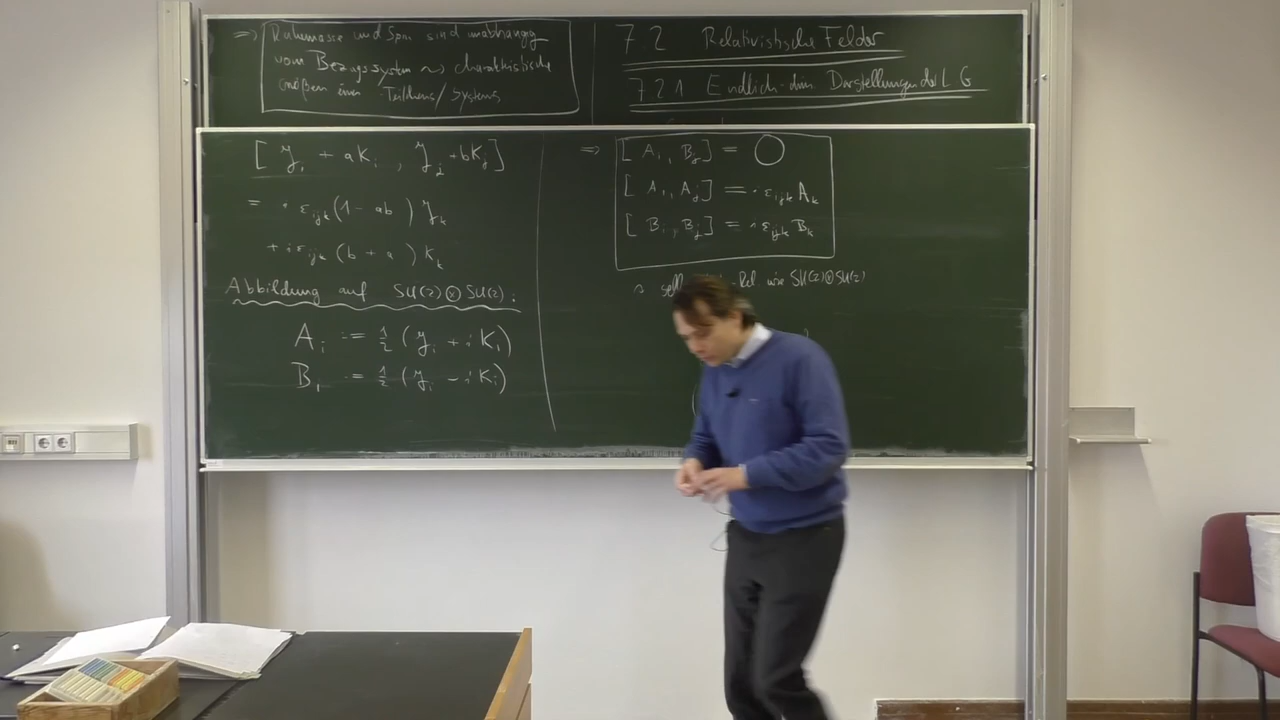 => Ruhemasse und Spin sind unabhängig
vom Bezugssystem ~> charakteristische
Größen eines Teilchens/Systems
7.2 Relativistische Felder
7.2.1 Endlich-dim. Darstellungen der L G
[ J_i + aK_i , J_j + bK_j ]
= i ε_ijk (1 - ab) J_k
+ i ε_ijk (b + a) K_k
Abbildung auf SU(2)⊗SU(2):
A_i := ½ (J_i + i K_i)
B_i = ½ (J_i - i K_i)
=> [ A_i, B_j ] = 0
[ A_i, A_j ] = i ε_ijk A_k
[ B_i, B_j ] = i ε_ijk B_k
Rel. wie SU(2)⊗SU(2)